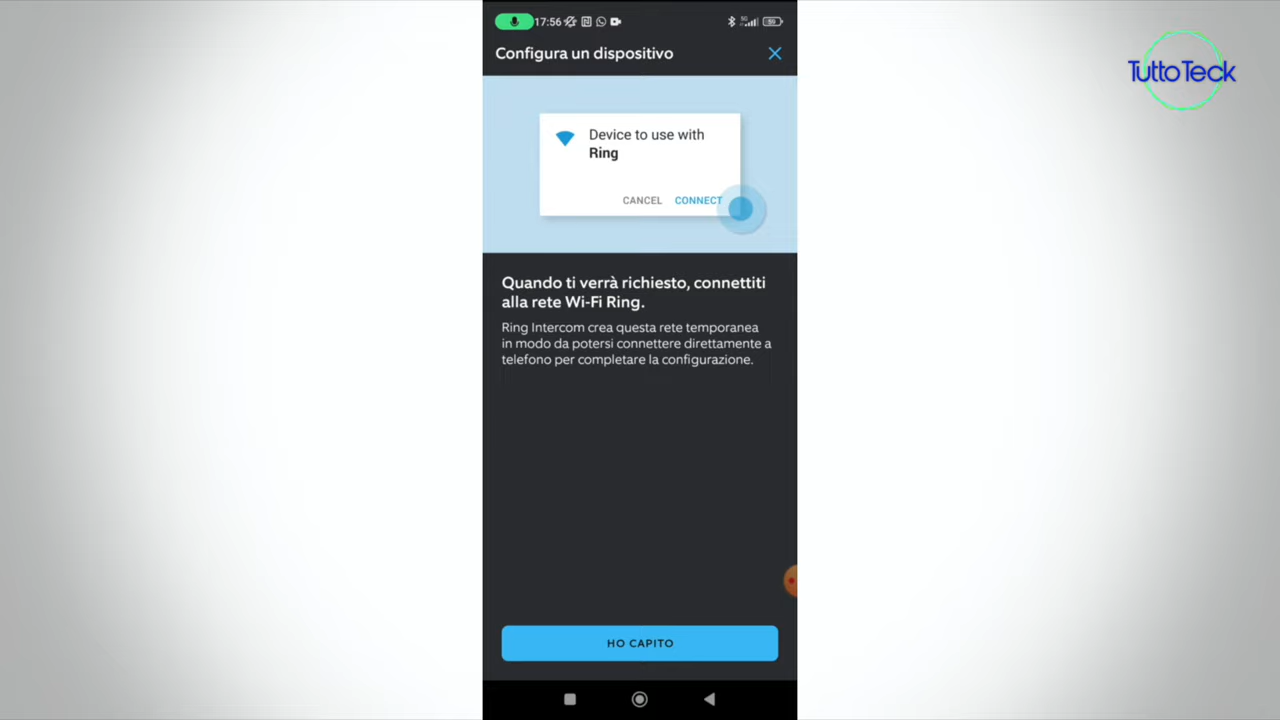 17:56
TuttoTeck
Configura un dispositivo
Device to use with
Ring
CANCEL CONNECT
Quando ti verrà richiesto, connettiti
alla rete Wi-Fi Ring.
Ring Intercom crea questa rete temporanea
in modo da potersi connettere direttamente a
telefono per completare la configurazione.
HO CAPITO